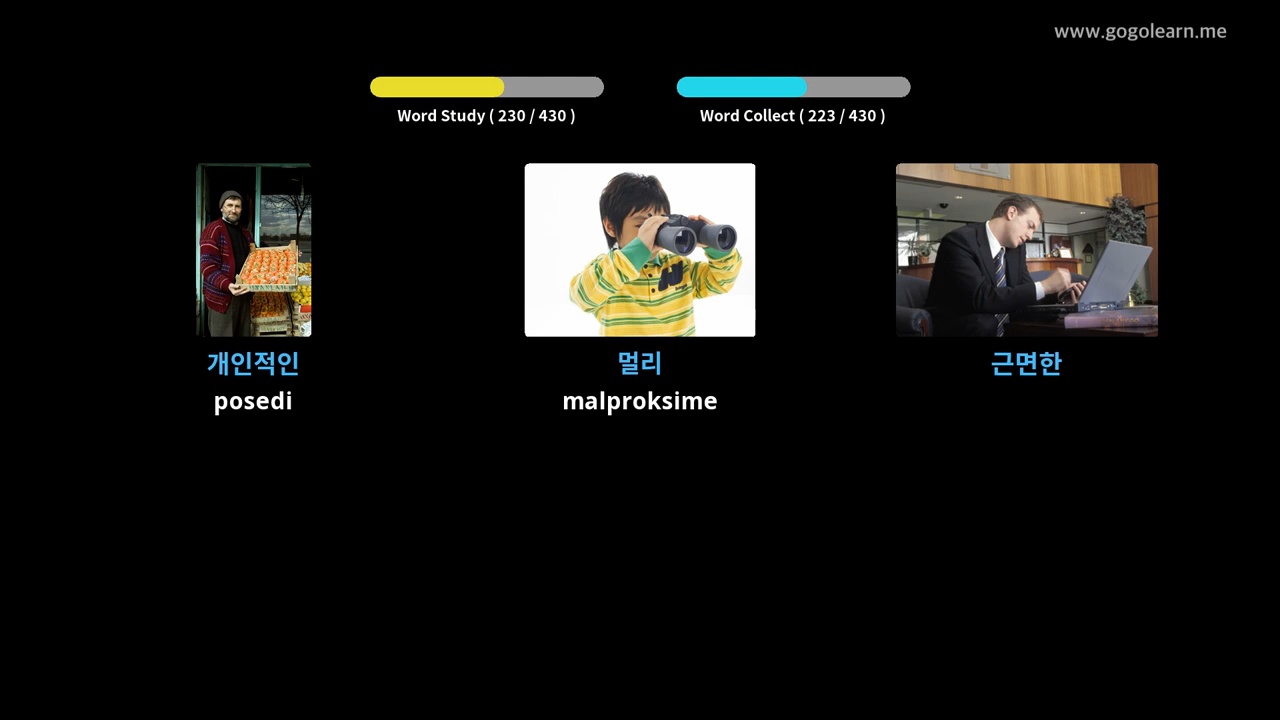 www.gogolearn.me
Word Study ( 230 / 430 )
Word Collect ( 223 / 430 )
개인적인
멀리
근면한
posedi
malproksime